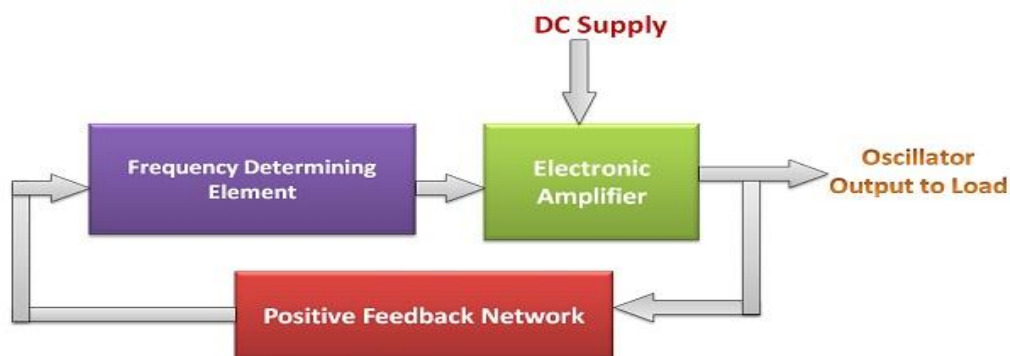 DC Supply
Frequency Determining
Element
Electronic
Amplifier
Oscillator
Output to Load
Positive Feedback Network